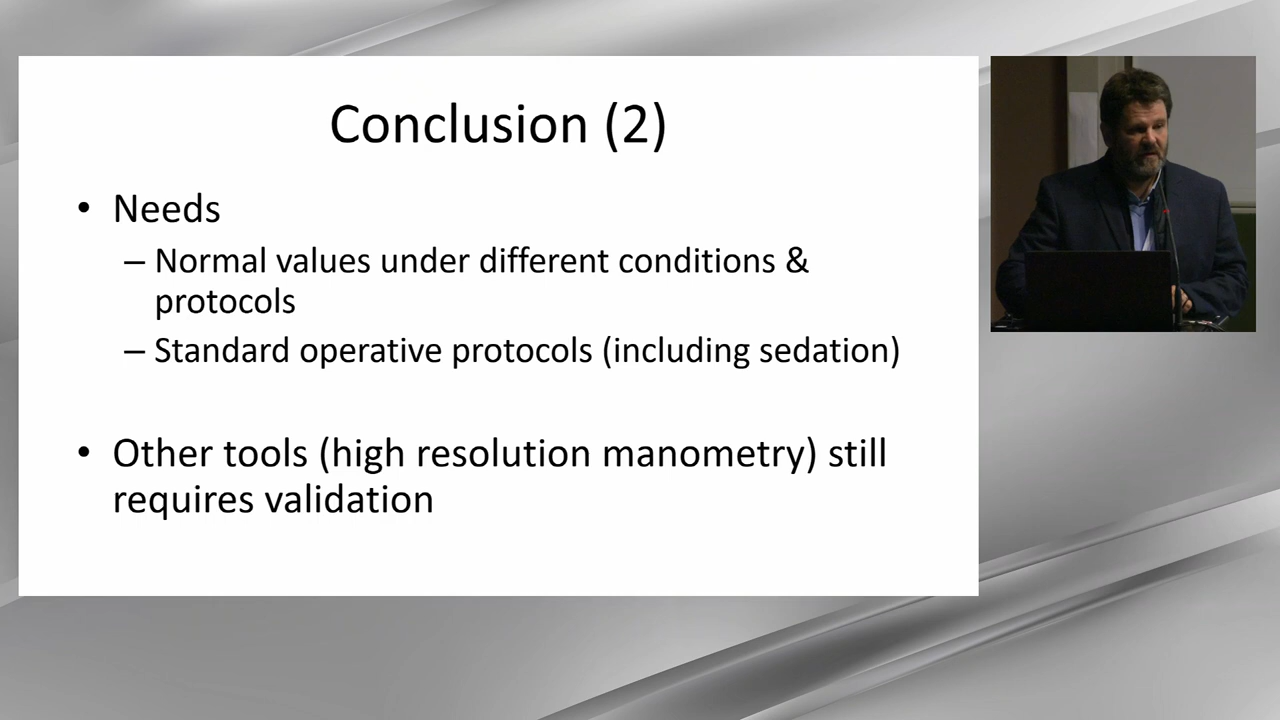 Conclusion (2)
• Needs
– Normal values under different conditions &
protocols
– Standard operative protocols (including sedation)
• Other tools (high resolution manometry) still
requires validation